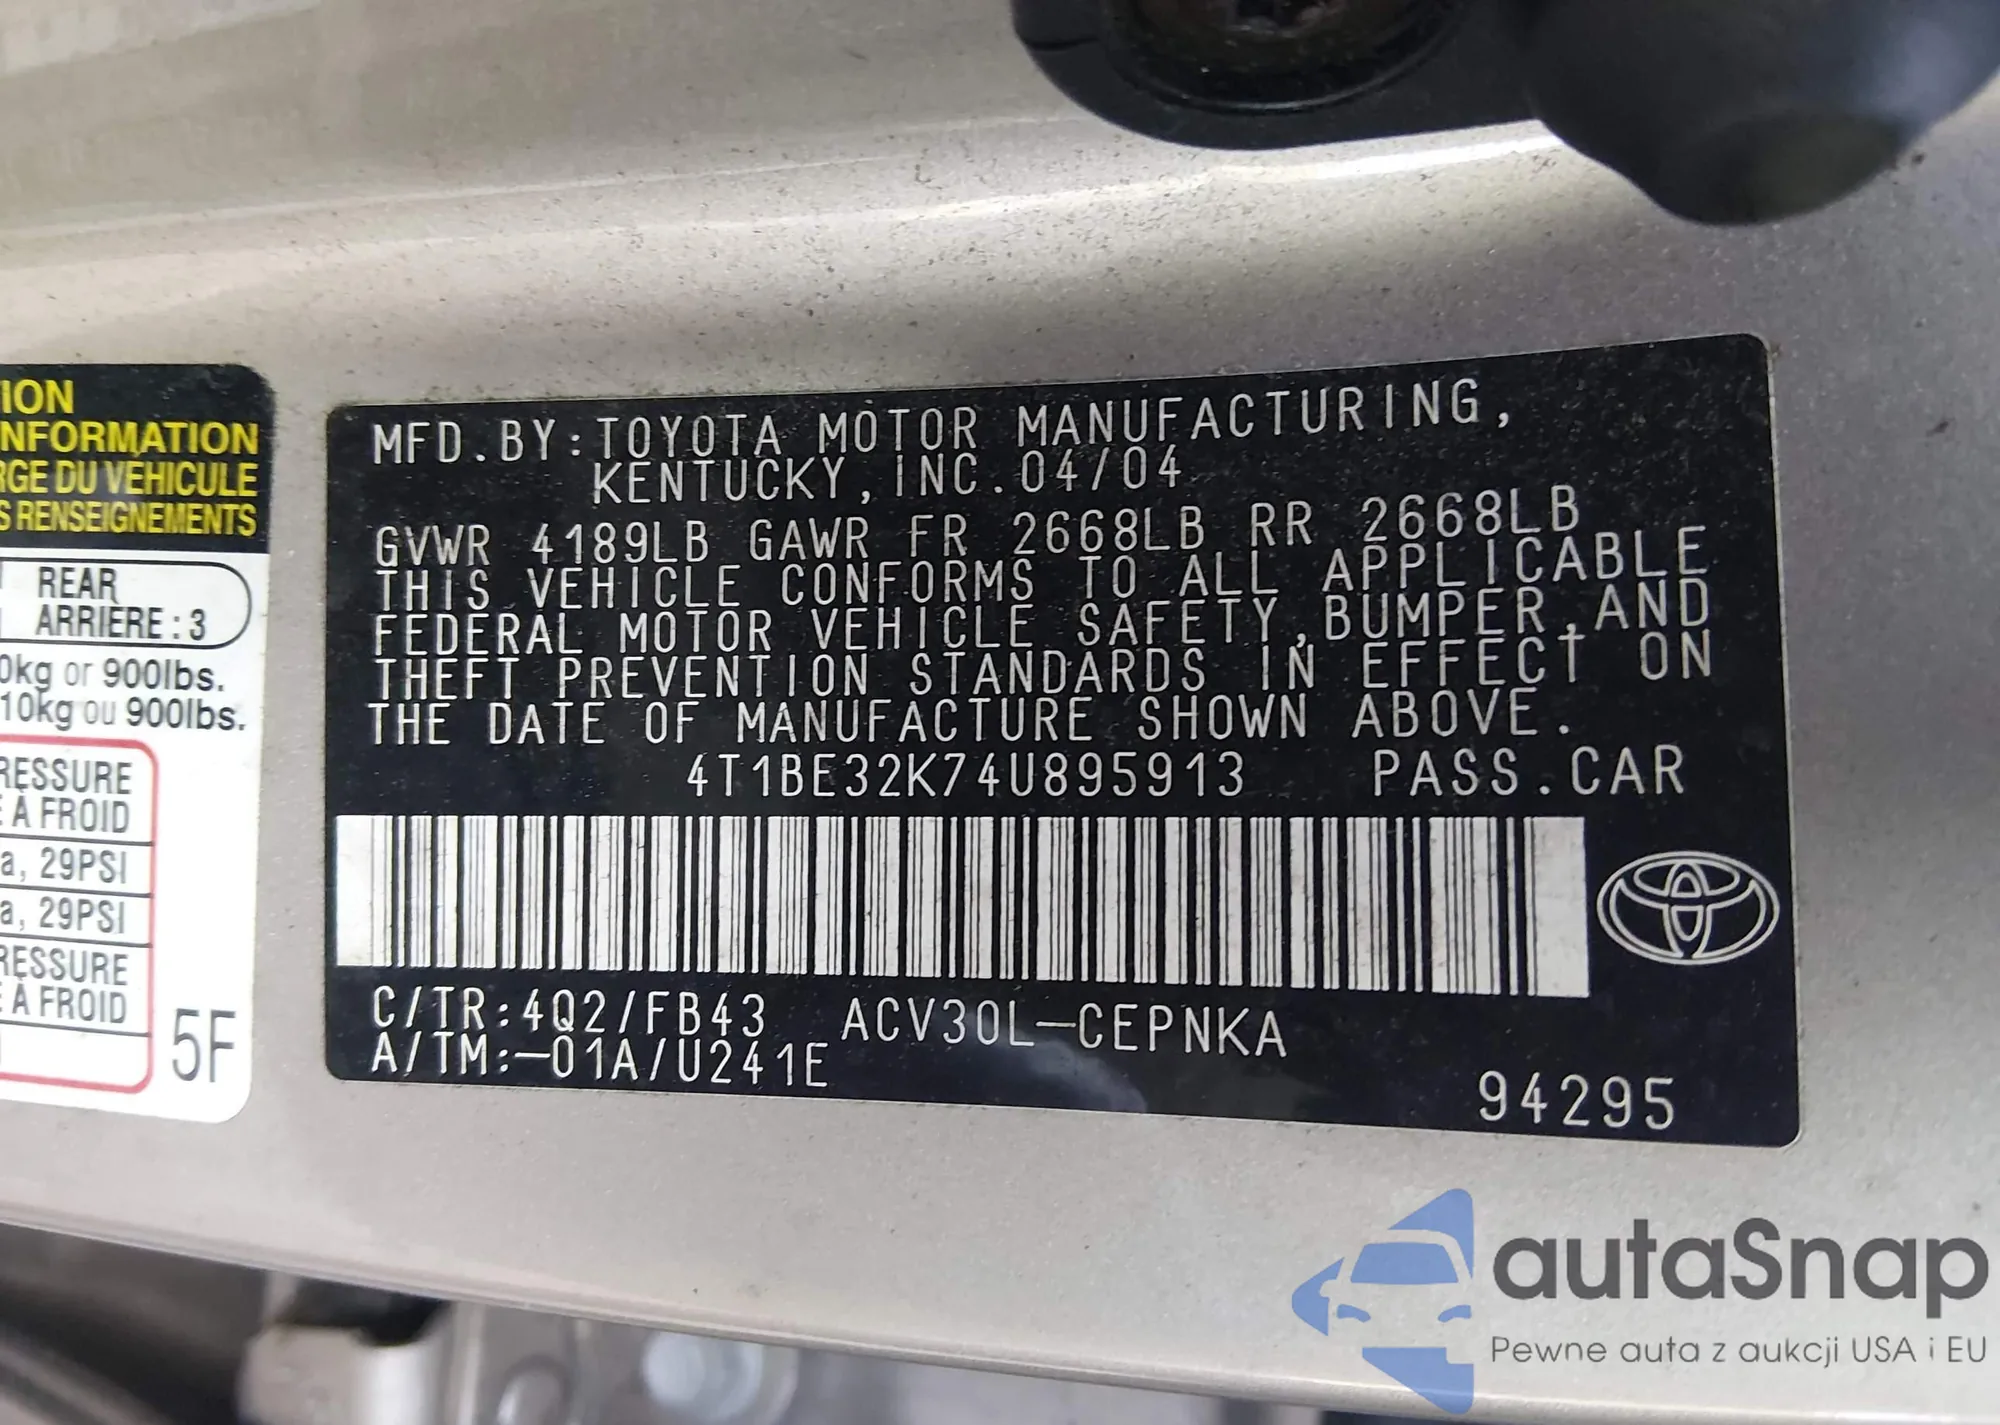 TION
INFORMATION
RGE DU VÉHICULE
S RENSEIGNEMENTS
REAR
ARRIÈRE : 3
0kg or 900lbs.
10kg ou 900lbs.
RESSURE
E À FROID
a, 29PSI
a, 29PSI
RESSURE
E À FROID
5F
MFD.BY:TOYOTA MOTOR MANUFACTURING,
KENTUCKY,INC.04/04
GVWR 4189LB GAWR FR 2668LB RR 2668LB
THIS VEHICLE CONFORMS TO ALL APPLICABLE
FEDERAL MOTOR VEHICLE SAFETY,BUMPER,AND
THEFT PREVENTION STANDARDS IN EFFECT ON
THE DATE OF MANUFACTURE SHOWN ABOVE.
4T1BE32K74U895913 PASS.CAR
C/TR:4Q2/FB43 ACV30L-CEPNKA
A/TM:-01A/U241E
94295
autaSnap
Pewne auta z aukcji USA i EU